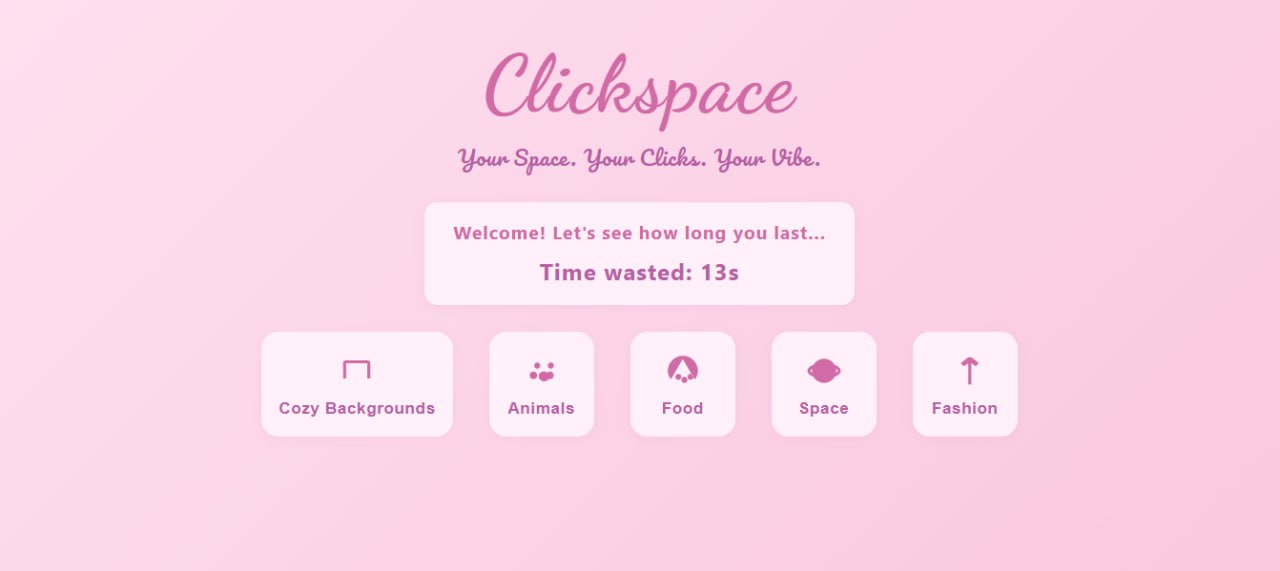 Clickspace
Your Space. Your Clicks. Your Vibe.
Welcome! Let's see how long you last...
Time wasted: 13s
Cozy Backgrounds
Animals
Food
Space
Fashion